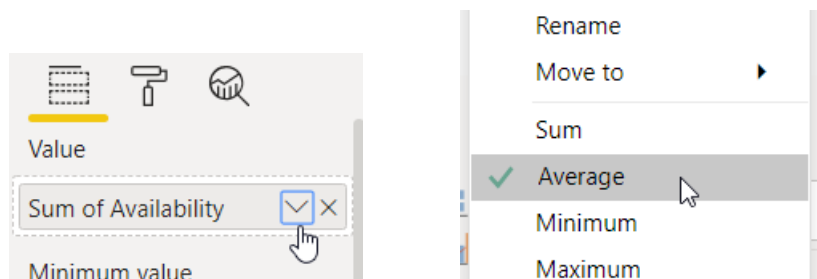 Value
Sum of Availability
Minimum value
Rename
Move to
Sum
Average
Minimum
Maximum